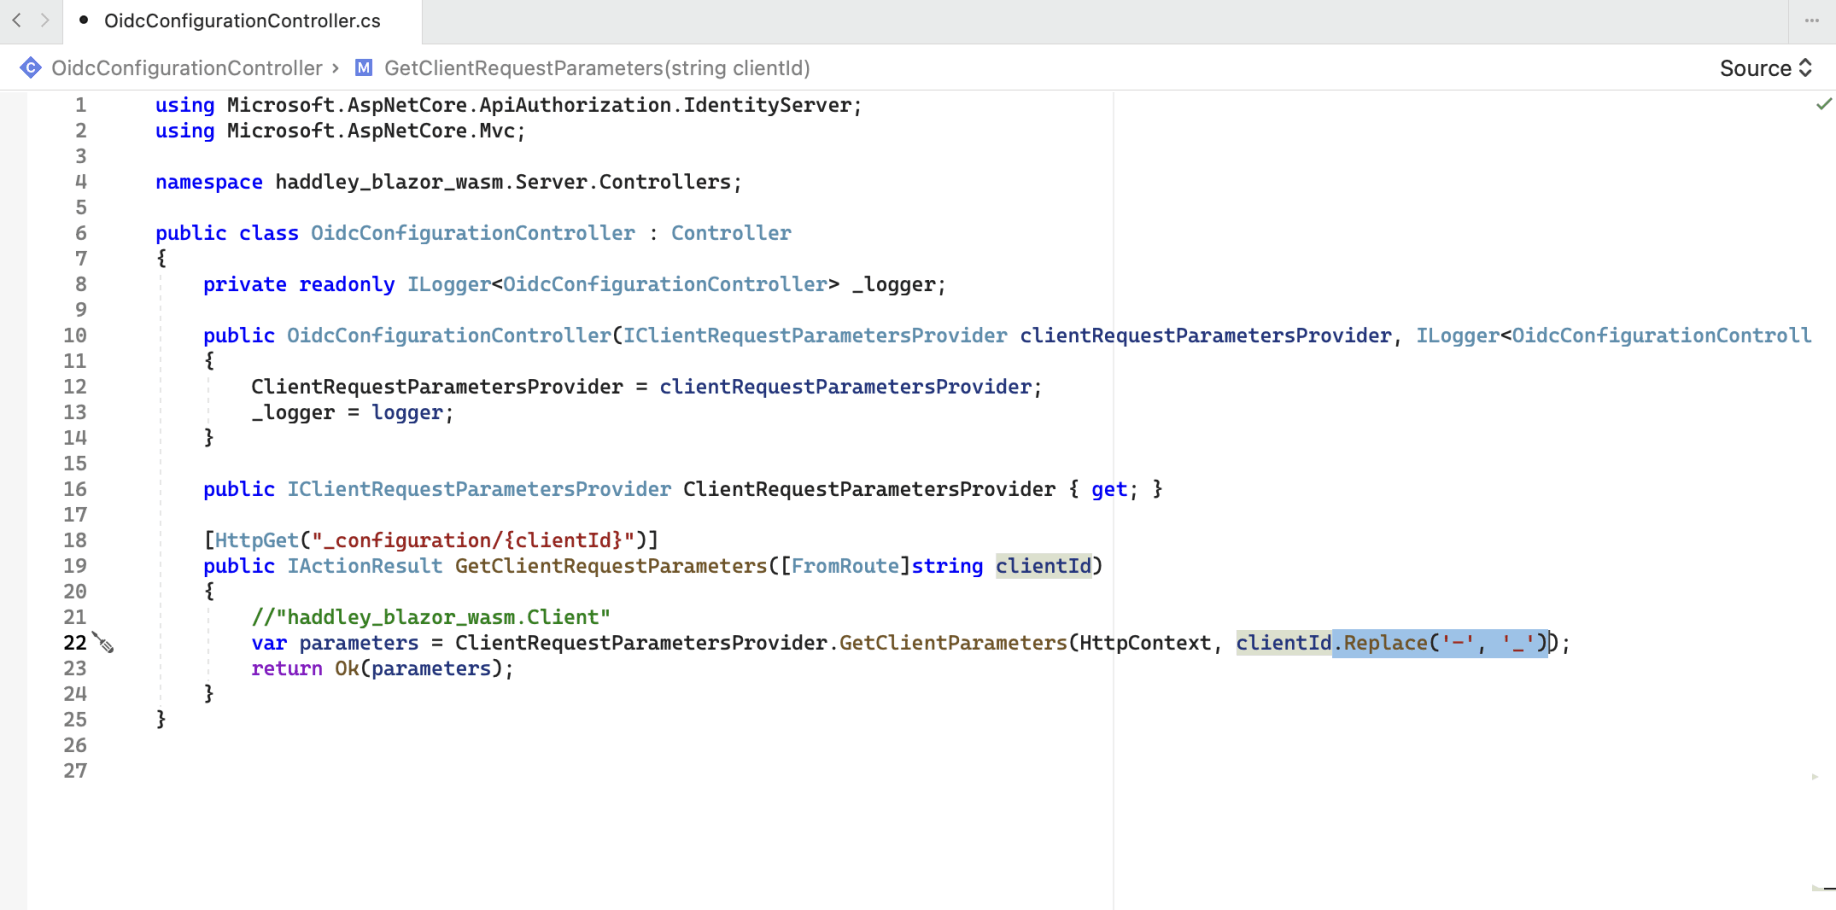 OidcConfigurationController.cs
OidcConfigurationController › M GetClientRequestParameters(string clientId) Source
1 using Microsoft.AspNetCore.ApiAuthorization.IdentityServer;
2 using Microsoft.AspNetCore.Mvc;
3
4 namespace haddley_blazor_wasm.Server.Controllers;
5
6 public class OidcConfigurationController : Controller
7 {
8 private readonly ILogger<OidcConfigurationController> _logger;
9
10 public OidcConfigurationController(IClientRequestParametersProvider clientRequestParametersProvider, ILogger<OidcConfigurationControll
11 {
12 ClientRequestParametersProvider = clientRequestParametersProvider;
13 _logger = logger;
14 }
15
16 public IClientRequestParametersProvider ClientRequestParametersProvider { get; }
17
18 [HttpGet("_configuration/{clientId}")]
19 public IActionResult GetClientRequestParameters([FromRoute]string clientId)
20 {
21 //"haddley_blazor_wasm.Client"
22 var parameters = ClientRequestParametersProvider.GetClientParameters(HttpContext, clientId.Replace('-', '_'));
23 return Ok(parameters);
24 }
25 }
26
27